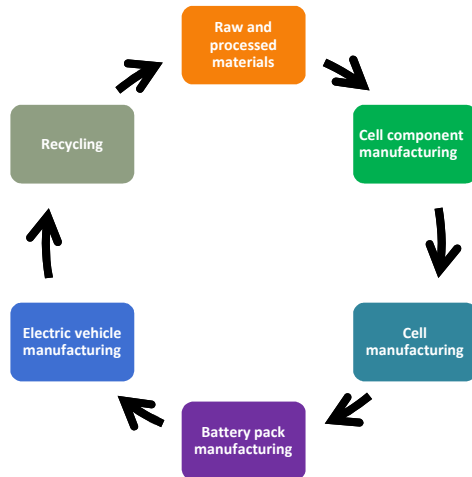 Raw and
processed
materials
Cell component
manufacturing
Cell
manufacturing
Battery pack
manufacturing
Electric vehicle
manufacturing
Recycling